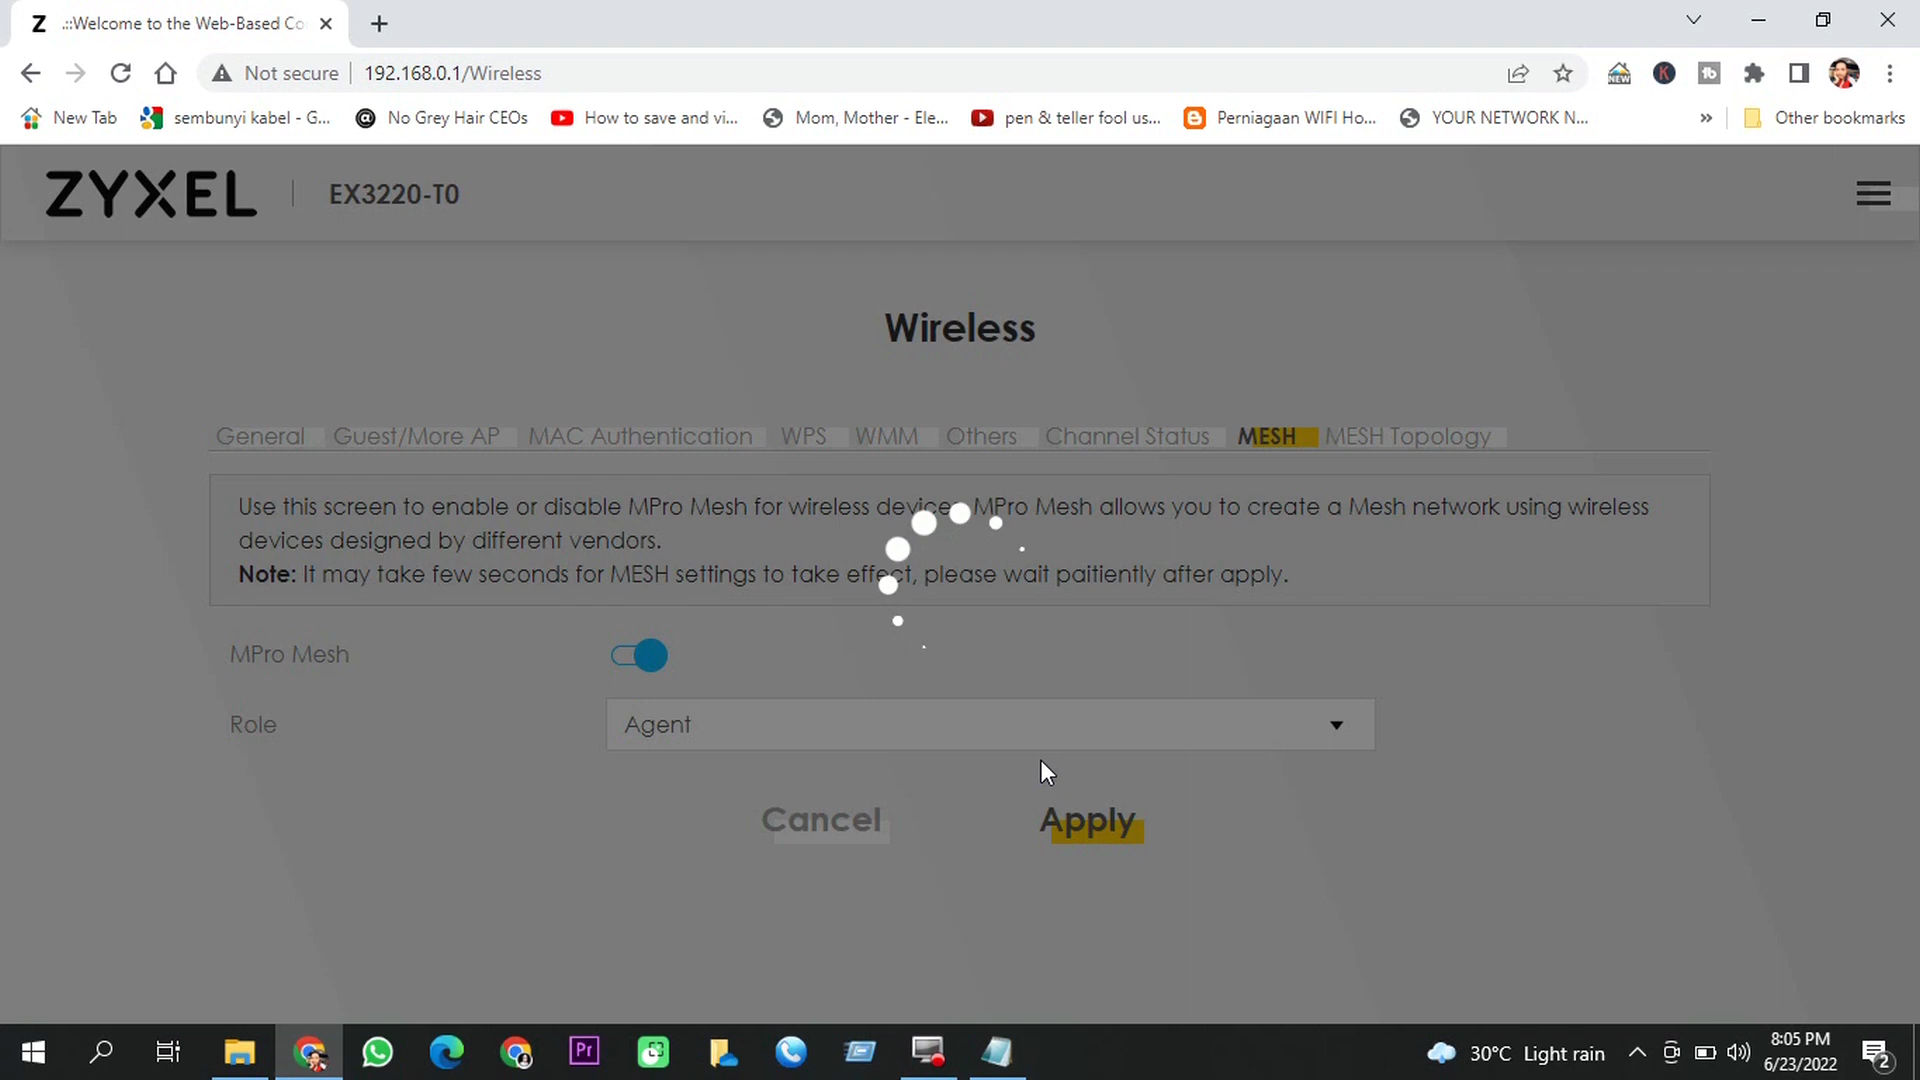 .::Welcome to the Web-Based Co
Not secure 192.168.0.1/Wireless
NEW K tb
New Tab sembunyi kabel - G... No Grey Hair CEOs How to save and vi... Mom, Mother - Ele... pen & teller fool us... Perniagaan WIFI Ho... YOUR NETWORK N... » Other bookmarks
ZYXEL EX3220-T0
Wireless
General Guest/More AP MAC Authentication WPS WMM Others Channel Status MESH MESH Topology
Use this screen to enable or disable MPro Mesh for wireless device MPro Mesh allows you to create a Mesh network using wireless
devices designed by different vendors.
Note: It may take few seconds for MESH settings to take effect, please wait paitiently after apply.
MPro Mesh
Role Agent
Cancel Apply
Pr
30°C Light rain
8:05 PM
6/23/2022
2